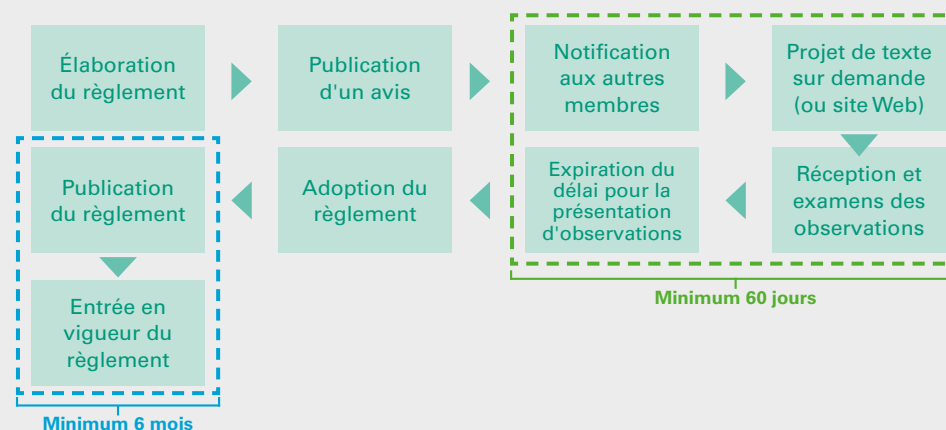 Élaboration
du règlement
Publication
d'un avis
Notification
aux autres
membres
Projet de texte
sur demande
(ou site Web)
Réception et
examens des
observations
Expiration du
délai pour la
présentation
d'observations
Adoption du
règlement
Publication
du règlement
Entrée en
vigueur du
règlement
Minimum 60 jours
Minimum 6 mois